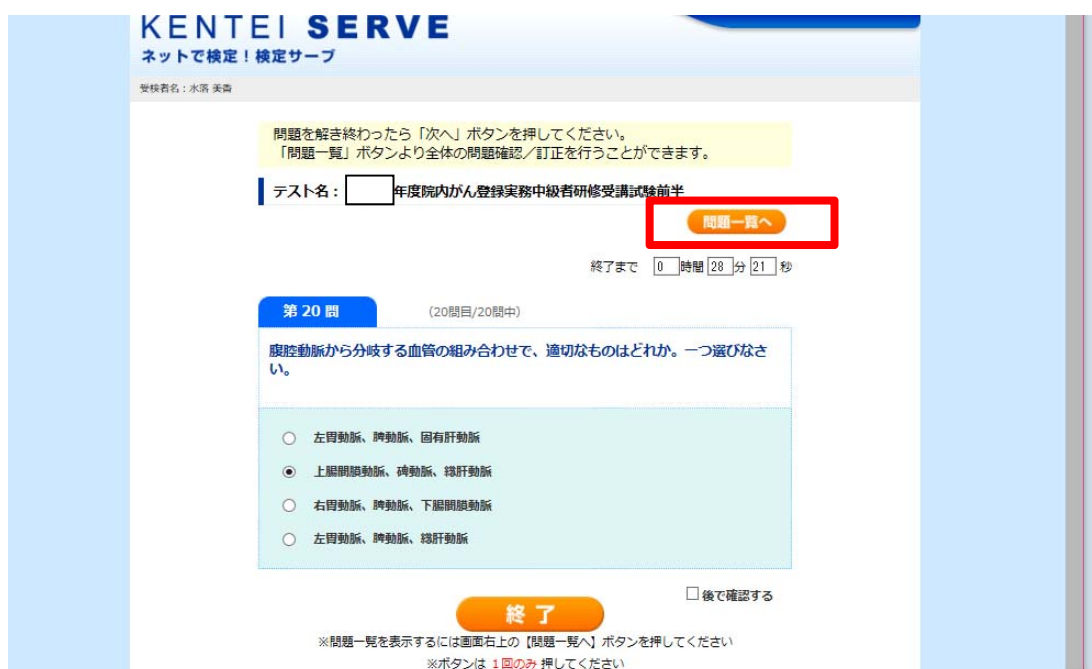 KENTEI SERVE
ネットで検定！検定サーブ
受検者名：水落 美香
問題を解き終わったら「次へ」ボタンを押してください。
「問題一覧」ボタンより全体の問題確認／訂正を行うことができます。
テスト名： 年度院内がん登録実務中級者研修受講試験前半
問題一覧へ
終了まで 0 時間 28 分 21 秒
第 20 問 （20問目/20問中）
腹腔動脈から分岐する血管の組み合わせで、適切なものはどれか。一つ選びなさ
い。
左胃動脈、脾動脈、固有肝動脈
上腸間膜動脈、脾動脈、総肝動脈
右胃動脈、脾動脈、下腸間膜動脈
左胃動脈、脾動脈、総肝動脈
後で確認する
終了
※問題一覧を表示するには画面右上の【問題一覧へ】ボタンを押してください
※ボタンは 1回のみ 押してください